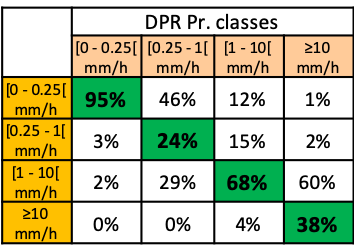 DPR Pr. classes
[0 - 0.25[ [0.25 - 1[ [1 - 10[ ≥10
mm/h mm/h mm/h mm/h
[0 - 0.25[
mm/h
95% 46% 12% 1%
[0.25 - 1[
mm/h
3% 24% 15% 2%
[1 - 10[
mm/h
2% 29% 68% 60%
≥10
mm/h
0% 0% 4% 38%